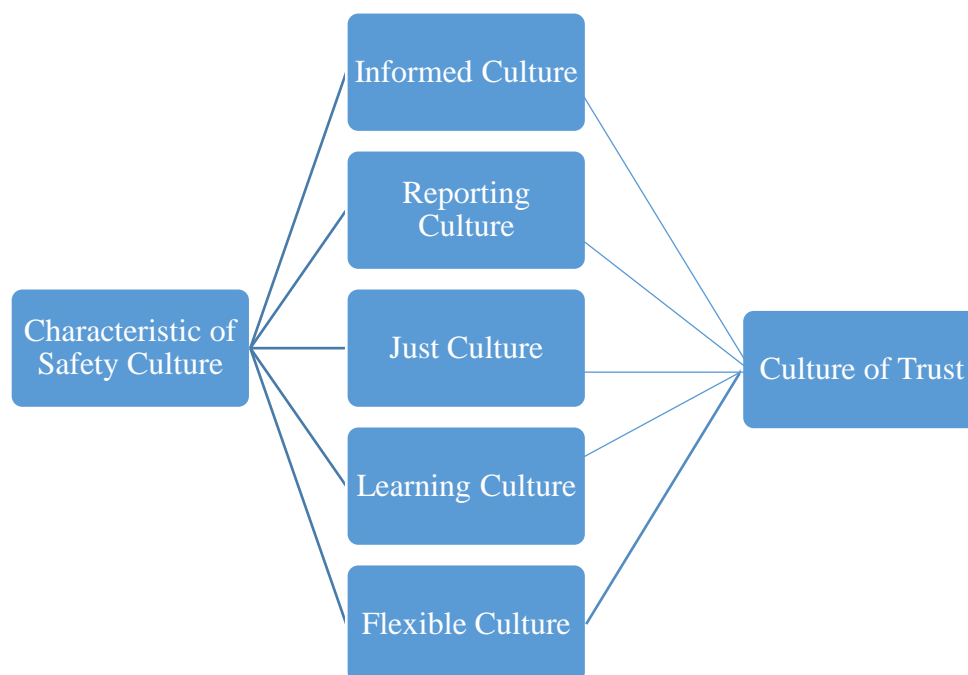 Informed Culture
Reporting
Culture
Characteristic of
Safety Culture
Just Culture
Culture of Trust
Learning Culture
Flexible Culture